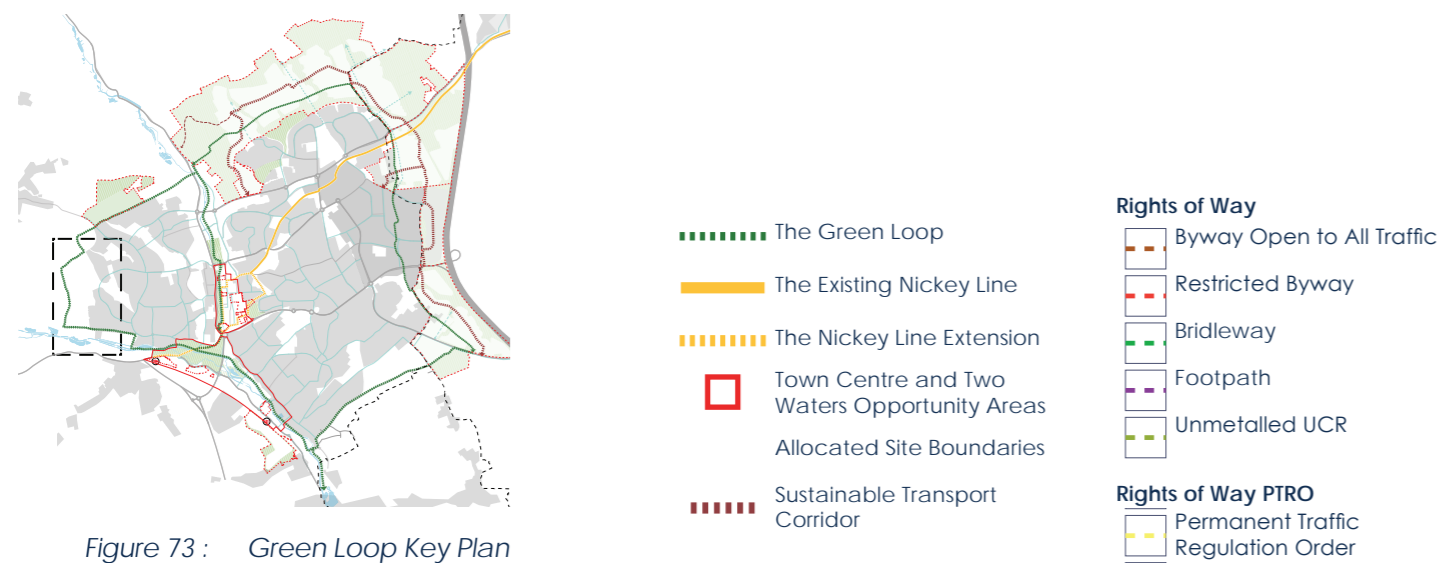 Figure 73 : Green Loop Key Plan
The Green Loop
The Existing Nickey Line
The Nickey Line Extension
Town Centre and Two
Waters Opportunity Areas
Allocated Site Boundaries
Sustainable Transport
Corridor
Rights of Way
Byway Open to All Traffic
Restricted Byway
Bridleway
Footpath
Unmetalled UCR
Rights of Way PTRO
Permanent Traffic
Regulation Order